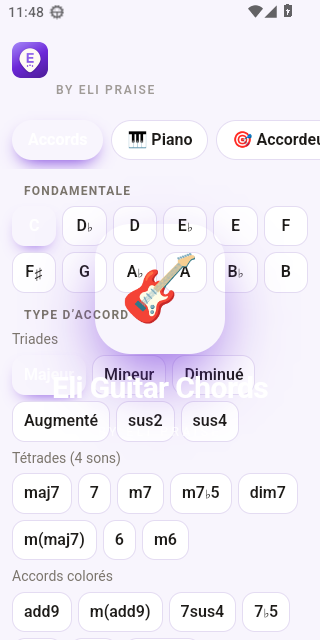 11:48
E
BY ELI PRAISE
Accords
🎹 Piano
🎯 Accordeu
FONDAMENTALE
C
D♭
D
E♭
E
F
F♯
G
A♭
A
B♭
B
TYPE D'ACCORD
Triades
Majeur
Mineur
Diminué
Eli Guitar Chords
Augmenté
sus2
sus4
Tétrades (4 sons)
maj7
7
m7
m7♭5
dim7
m(maj7)
6
m6
Accords colorés
add9
m(add9)
7sus4
7♭5